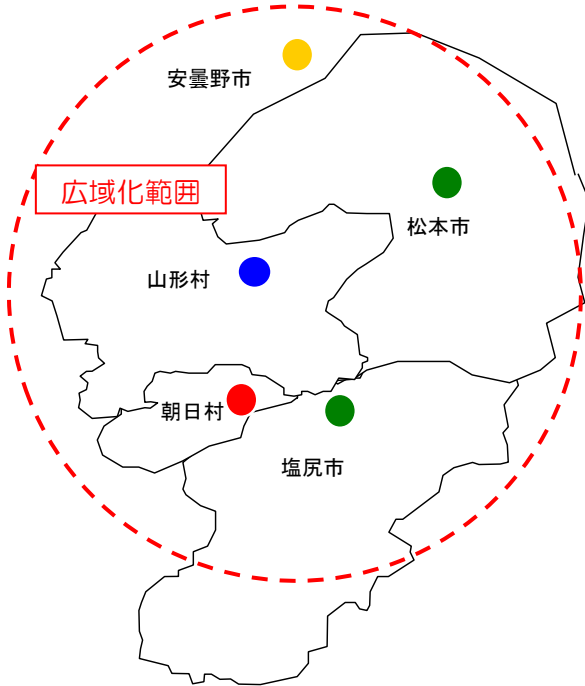 安曇野市
広域化範囲
松本市
山形村
朝日村
塩尻市